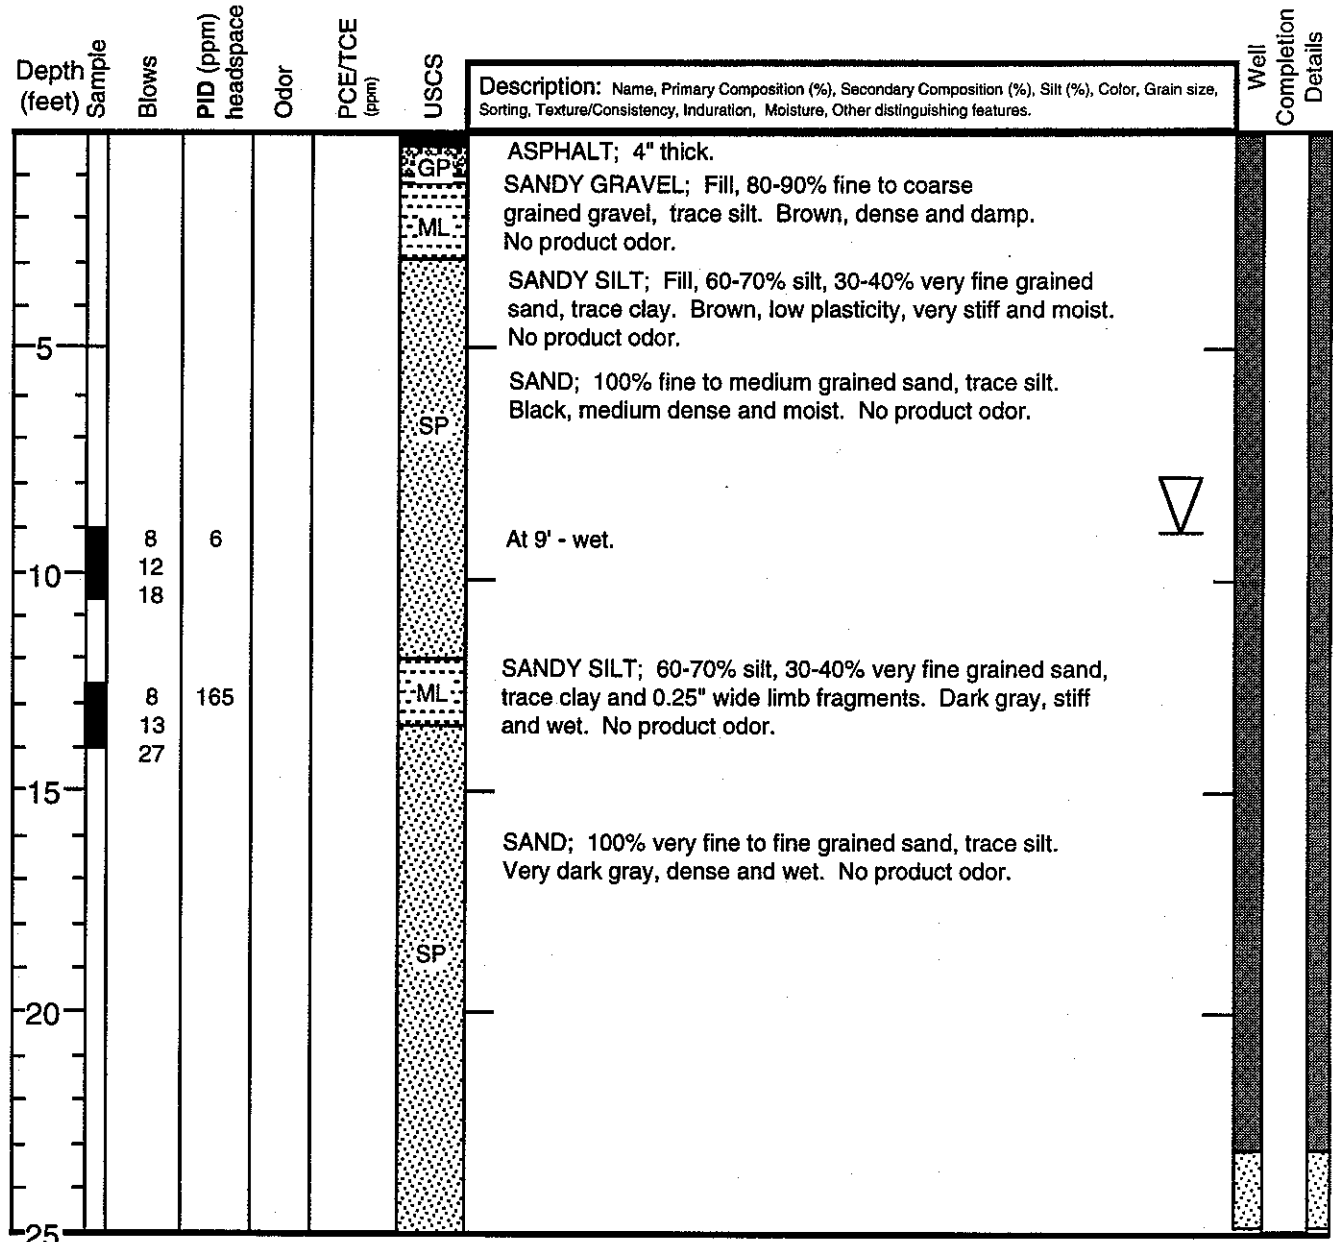 Depth
(feet)
Sample
Blows
PID (ppm)
headspace
Odor
PCE/TCE
(ppm)
USCS
Description: Name, Primary Composition (%), Secondary Composition (%), Silt (%), Color, Grain size,
Sorting, Texture/Consistency, Induration, Moisture, Other distinguishing features.
Well
Completion
Details
ASPHALT; 4" thick.
GP
SANDY GRAVEL; Fill, 80-90% fine to coarse
grained gravel, trace silt. Brown, dense and damp.
No product odor.
ML
SANDY SILT; Fill, 60-70% silt, 30-40% very fine grained
sand, trace clay. Brown, low plasticity, very stiff and moist.
No product odor.
5
SAND; 100% fine to medium grained sand, trace silt.
Black, medium dense and moist. No product odor.
SP
8 6 At 9' - wet.
12
10
18
SANDY SILT; 60-70% silt, 30-40% very fine grained sand,
8 165 ML trace clay and 0.25" wide limb fragments. Dark gray, stiff
13 and wet. No product odor.
27
15
SAND; 100% very fine to fine grained sand, trace silt.
Very dark gray, dense and wet. No product odor.
SP
20
25